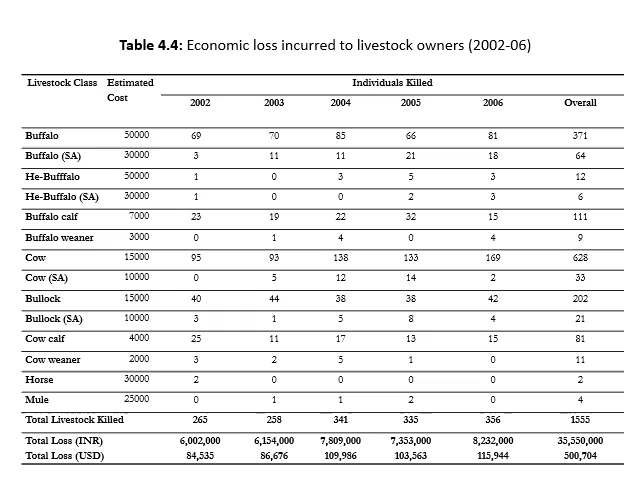 Table 4.4: Economic loss incurred to livestock owners (2002-06)
Livestock Class Estimated Cost Individuals Killed
2002 2003 2004 2005 2006 Overall
Buffalo 50000 69 70 85 66 81 371
Buffalo (SA) 30000 3 11 11 21 18 64
He-Bufffalo 50000 1 0 3 5 3 12
He-Buffalo (SA) 30000 1 0 0 2 3 6
Buffalo calf 7000 23 19 22 32 15 111
Buffalo weaner 3000 0 1 4 0 4 9
Cow 15000 95 93 138 133 169 628
Cow (SA) 10000 0 5 12 14 2 33
Bullock 15000 40 44 38 38 42 202
Bullock (SA) 10000 3 1 5 8 4 21
Cow calf 4000 25 11 17 13 15 81
Cow weaner 2000 3 2 5 1 0 11
Horse 30000 2 0 0 0 0 2
Mule 25000 0 1 1 2 0 4
Total Livestock Killed 265 258 341 335 356 1555
Total Loss (INR) 6,002,000 6,154,000 7,809,000 7,353,000 8,232,000 35,550,000
Total Loss (USD) 84,535 86,676 109,986 103,563 115,944 500,704